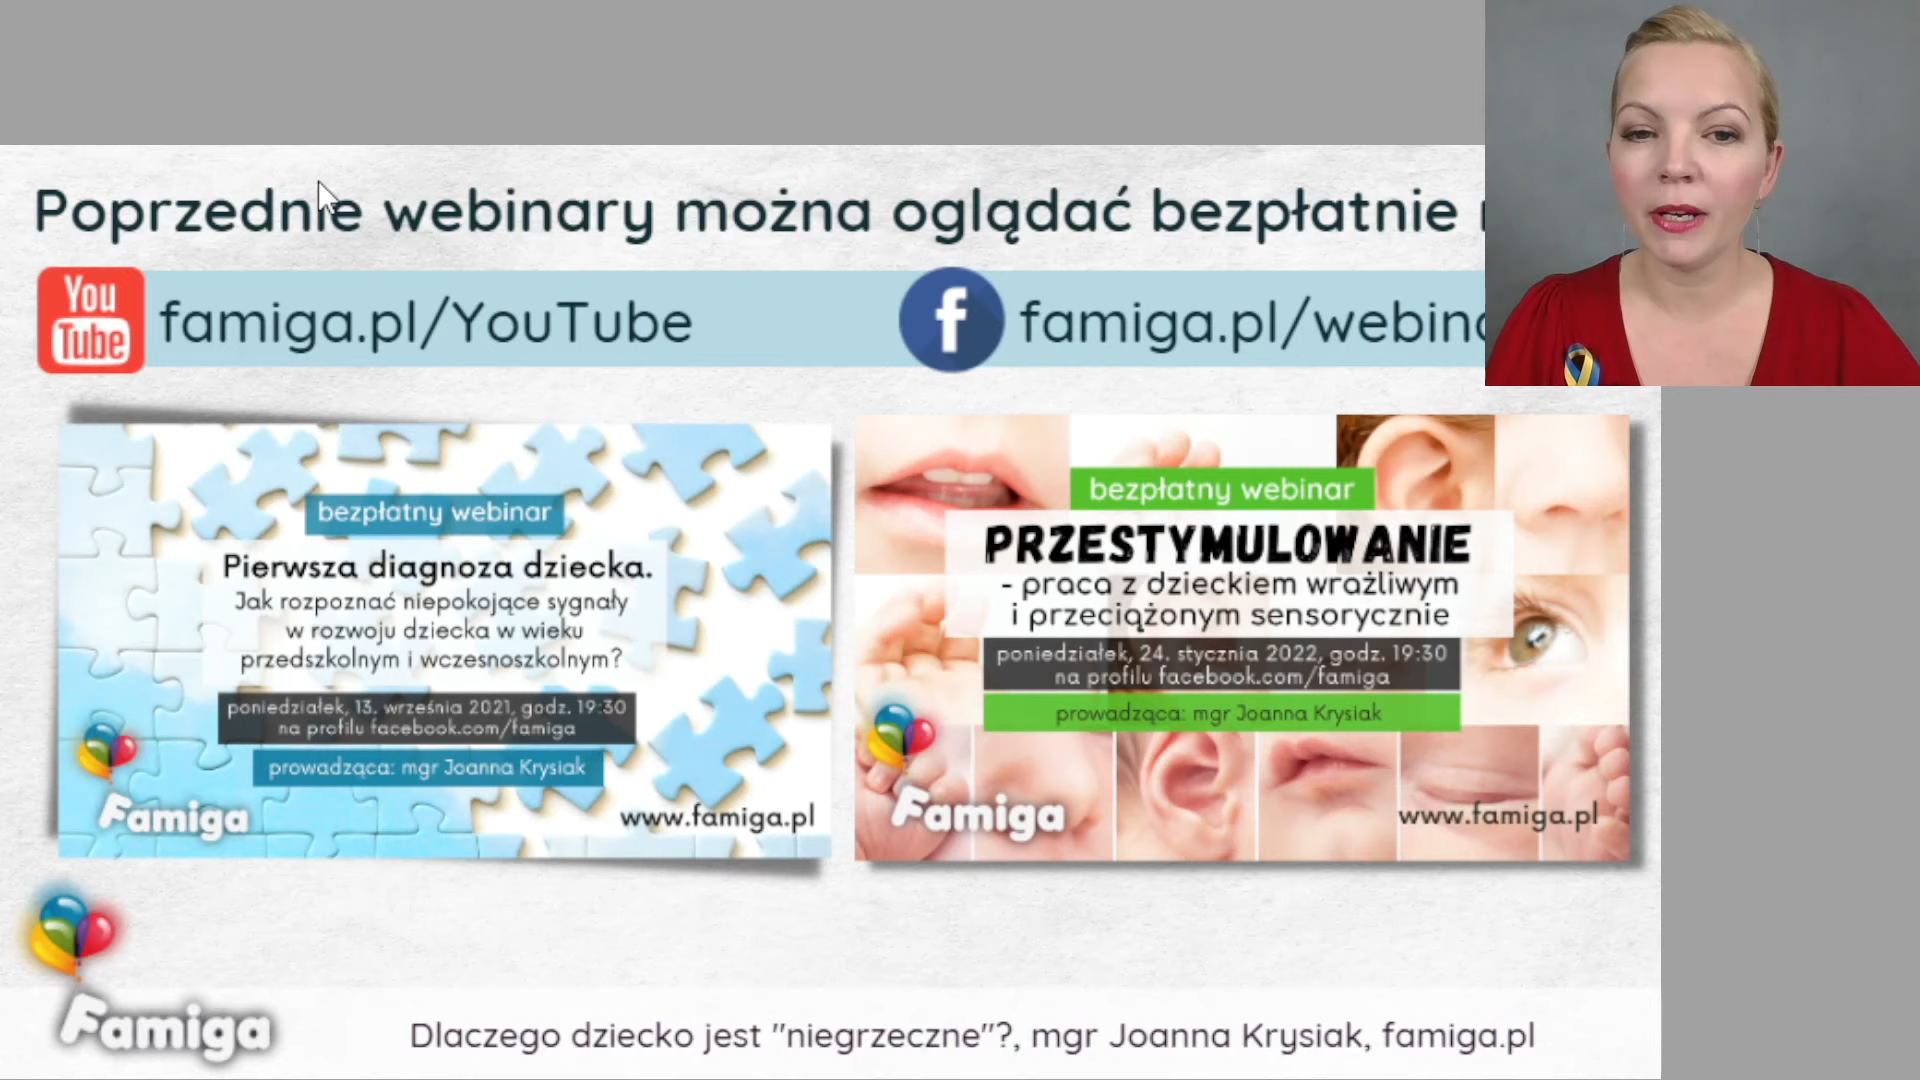 Poprzednie webinary można oglądać bezpłatnie
You
Tube
famiga.pl/YouTube
f
famiga.pl/webina
bezpłatny webinar
Pierwsza diagnoza dziecka.
Jak rozpoznać niepokojące sygnały
w rozwoju dziecka w wieku
przedszkolnym i wczesnoszkolnym?
poniedziałek, 13. września 2021, godz. 19:30
na profilu facebook.com/famiga
prowadząca: mgr Joanna Krysiak
Famiga
www.famiga.pl
bezpłatny webinar
PRZESTYMULOWANIE
- praca z dzieckiem wrażliwym
i przeciążonym sensorycznie
poniedziałek, 24. stycznia 2022, godz. 19:30
na profilu facebook.com/famiga
prowadząca: mgr Joanna Krysiak
Famiga
www.famiga.pl
Famiga
Dlaczego dziecko jest "niegrzeczne"?, mgr Joanna Krysiak, famiga.pl